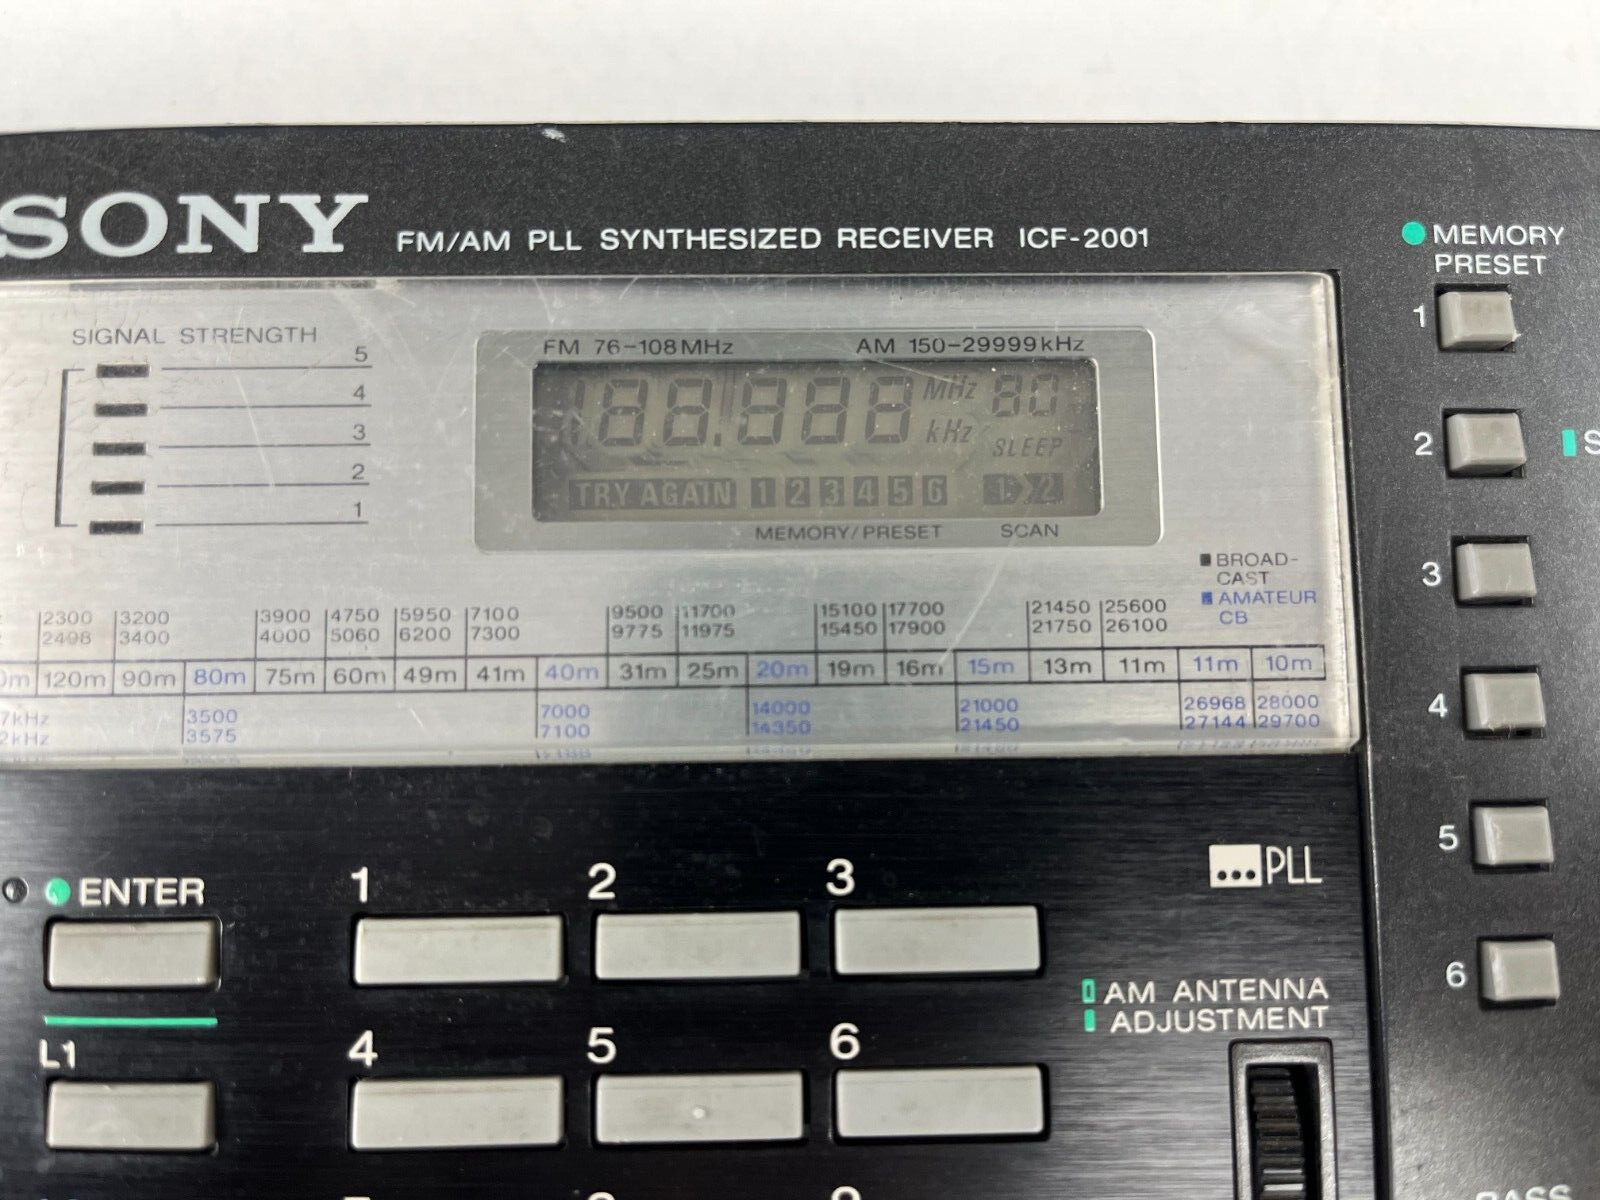 SONY FM/AM PLL SYNTHESIZED RECEIVER ICF-2001
MEMORY
PRESET
SIGNAL STRENGTH
5
4
3
2
1
FM 76-108MHz AM 150-29999kHz
188.888 MHz 80
kHz SLEEP
TRY AGAIN 1 2 3 4 5 6 1>2
MEMORY/PRESET SCAN
BROAD-
CAST
AMATEUR
CB
2300 3200 3900 4750 5950 7100 9500 11700 15100 17700 21450 25600
2498 3400 4000 5060 6200 7300 9775 11975 15450 17900 21750 26100
120m 90m 80m 75m 60m 49m 41m 40m 31m 25m 20m 19m 16m 15m 13m 11m 11m 10m
7kHz 3500 7000 14000 21000 26968 28000
2kHz 3575 7100 14350 21450 27144 29700
1
2
3
4
5
6
S
PLL
ENTER 1 2 3
AM ANTENNA
ADJUSTMENT
L1 4 5 6